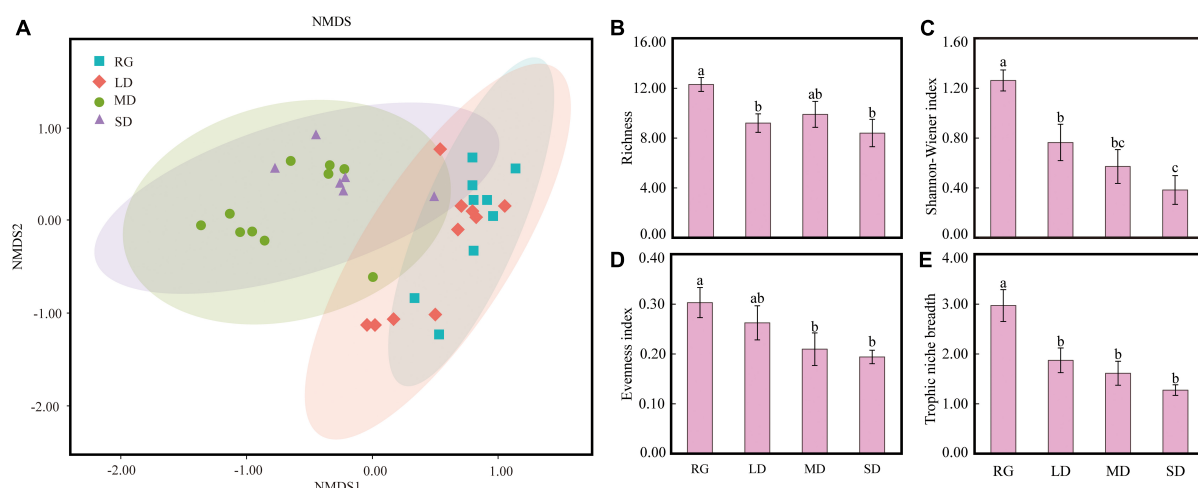 NMDS
A
RG
LD
MD
SD
1.00
0.00
-1.00
-2.00
NMDS2
-2.00
-1.00
0.00
1.00
NMDS1
B
16.00
12.00
8.00
4.00
0.00
Richness
a
b
ab
b
C
1.60
1.20
0.80
0.40
0.00
Shannon-Wiener index
a
b
bc
c
D
0.40
0.30
0.20
0.10
0.00
Evenness index
a
ab
b
b
RG LD MD SD
E
4.00
3.00
2.00
1.00
0.00
Trophic niche breadth
a
b
b
b
RG LD MD SD